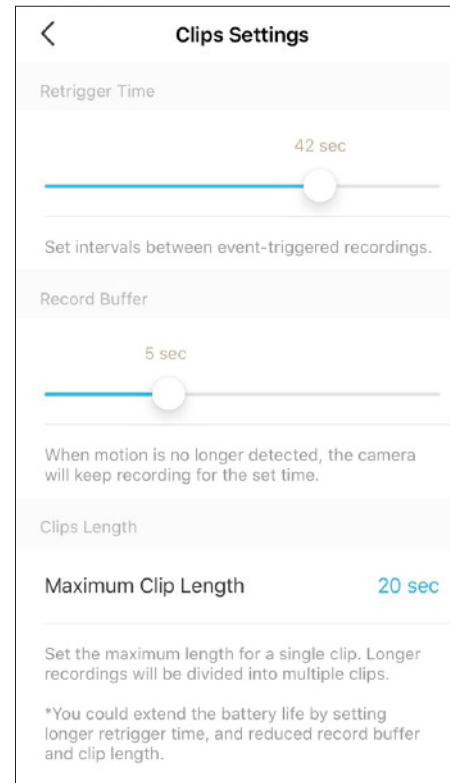 Clips Settings
Retrigger Time
42 sec
Set intervals between event-triggered recordings.
Record Buffer
5 sec
When motion is no longer detected, the camera
will keep recording for the set time.
Clips Length
Maximum Clip Length 20 sec
Set the maximum length for a single clip. Longer
recordings will be divided into multiple clips.
*You could extend the battery life by setting
longer retrigger time, and reduced record buffer
and clip length.